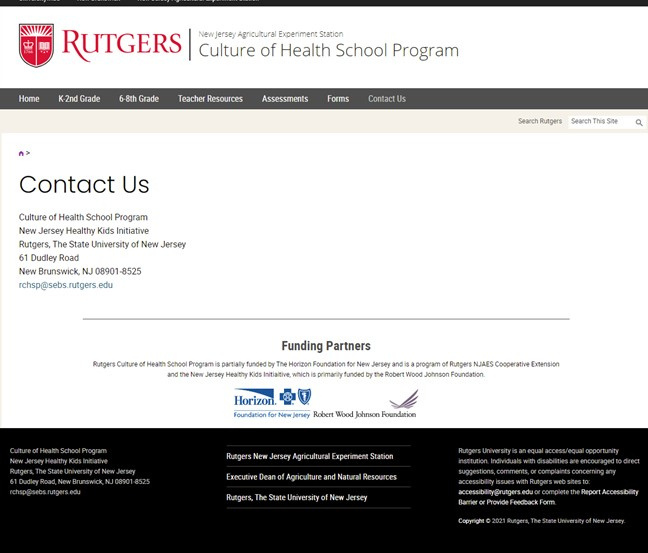 RUTGERS
New Jersey Agricultural Experiment Station
Culture of Health School Program
Home K-2nd Grade 6-8th Grade Teacher Resources Assessments Forms Contact Us
Search Rutgers Search This Site
>
Contact Us
Culture of Health School Program
New Jersey Healthy Kids Initiative
Rutgers, The State University of New Jersey
61 Dudley Road
New Brunswick, NJ 08901-8525
rchsp@sebs.rutgers.edu
Funding Partners
Rutgers Culture of Health School Program is partially funded by The Horizon Foundation for New Jersey and is a program of Rutgers NJAES Cooperative Extension
and the New Jersey Healthy Kids Initiaitive, which is primarily funded by the Robert Wood Johnson Foundation.
Horizon.
Foundation for New Jersey Robert Wood Johnson Foundation
Culture of Health School Program
New Jersey Healthy Kids Initiative
Rutgers, The State University of New Jersey
61 Dudley Road, New Brunswick, NJ 08901-8525
rchsp@sebs.rutgers.edu
Rutgers New Jersey Agricultural Experiment Station
Executive Dean of Agriculture and Natural Resources
Rutgers, The State University of New Jersey
Rutgers University is an equal access/equal opportunity
institution. Individuals with disabilities are encouraged to direct
suggestions, comments, or complaints concerning any
accessibility issues with Rutgers web sites to:
accessibility@rutgers.edu or complete the Report Accessibility
Barrier or Provide Feedback Form.
Copyright © 2021 Rutgers, The State University of New Jersey.